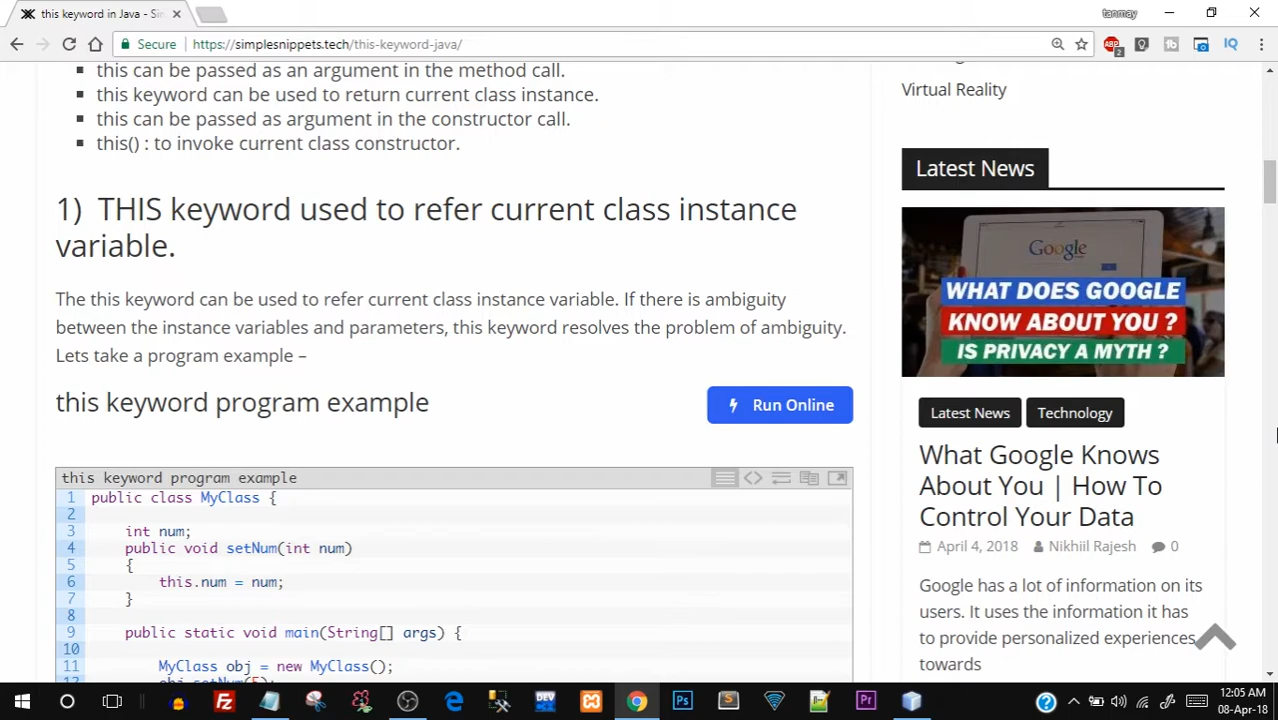 this keyword in Java - Sim
tanmay
Secure
https://simplesnippets.tech/this-keyword-java/
this can be passed as an argument in the method call.
this keyword can be used to return current class instance.
this can be passed as argument in the constructor call.
this() : to invoke current class constructor.
1) THIS keyword used to refer current class instance
variable.
The this keyword can be used to refer current class instance variable. If there is ambiguity
between the instance variables and parameters, this keyword resolves the problem of ambiguity.
Lets take a program example –
this keyword program example
Run Online
this keyword program example
1 public class MyClass {
2
3 int num;
4 public void setNum(int num)
5 {
6 this.num = num;
7 }
8
9 public static void main(String[] args) {
10
11 MyClass obj = new MyClass();
12 obj.setNum(5);
Virtual Reality
Latest News
Google
WHAT DOES GOOGLE
KNOW ABOUT YOU ?
IS PRIVACY A MYTH ?
Latest News
Technology
What Google Knows
About You | How To
Control Your Data
April 4, 2018
Nikhiil Rajesh
0
Google has a lot of information on its
users. It uses the information it has
to provide personalized experiences
towards
12:05 AM
08-Apr-18